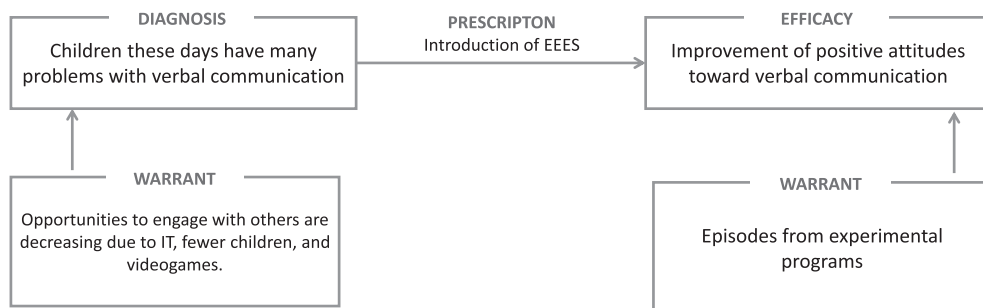 DIAGNOSIS
Children these days have many
problems with verbal communication
PRESCRIPTON
Introduction of EEES
EFFICACY
Improvement of positive attitudes
toward verbal communication
WARRANT
Opportunities to engage with others are
decreasing due to IT, fewer children, and
videogames.
WARRANT
Episodes from experimental
programs